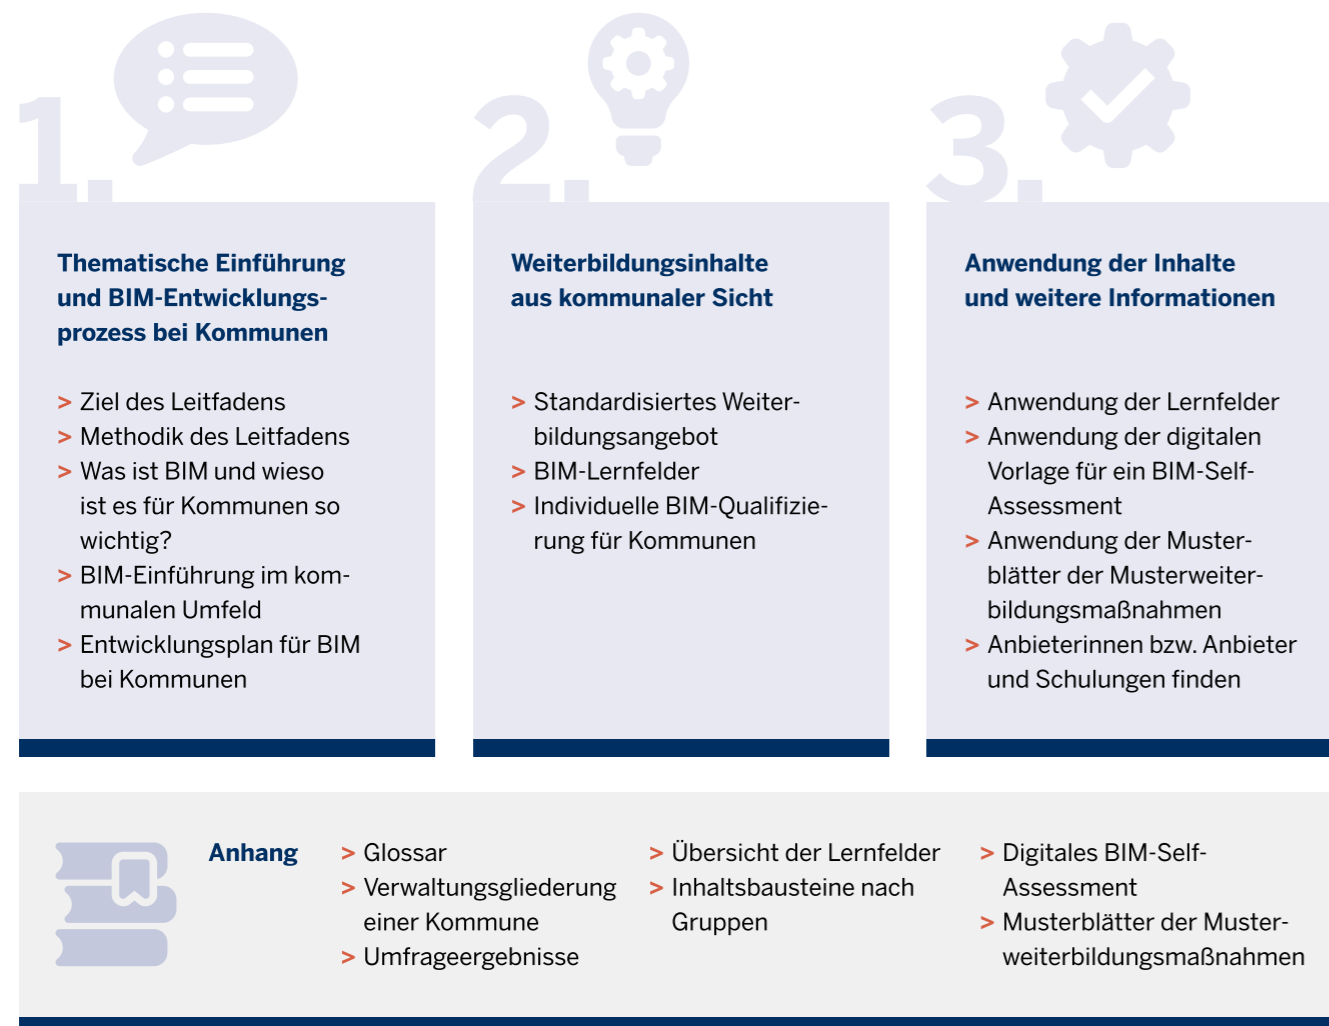 1.
Thematische Einführung
und BIM-Entwicklungs-
prozess bei Kommunen
> Ziel des Leitfadens
> Methodik des Leitfadens
> Was ist BIM und wieso
ist es für Kommunen so
wichtig?
> BIM-Einführung im kom-
munalen Umfeld
> Entwicklungsplan für BIM
bei Kommunen
2.
Weiterbildungsinhalte
aus kommunaler Sicht
> Standardisiertes Weiter-
bildungsangebot
> BIM-Lernfelder
> Individuelle BIM-Qualifizie-
rung für Kommunen
3.
Anwendung der Inhalte
und weitere Informationen
> Anwendung der Lernfelder
> Anwendung der digitalen
Vorlage für ein BIM-Self-
Assessment
> Anwendung der Muster-
blätter der Musterweiter-
bildungsmaßnahmen
> Anbieterinnen bzw. Anbieter
und Schulungen finden
Anhang
> Glossar
> Verwaltungsgliederung
einer Kommune
> Umfrageergebnisse
> Übersicht der Lernfelder
> Inhaltsbausteine nach
Gruppen
> Digitales BIM-Self-
Assessment
> Musterblätter der Muster-
weiterbildungsmaßnahmen